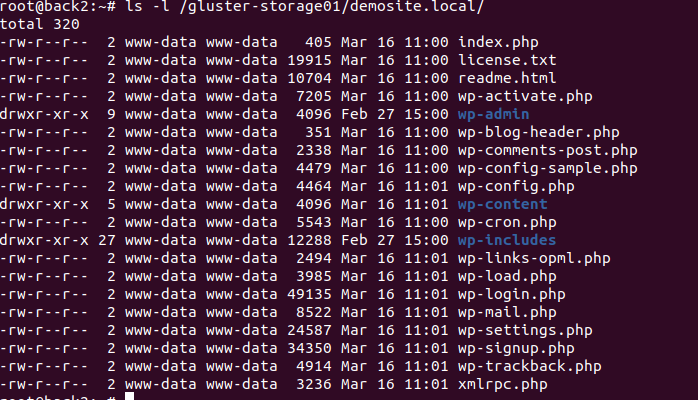 root@back2:~# ls -l /gluster-storage01/demosite.local/
total 320
-rw-r--r--  2 www-data www-data   405 Mar 16 11:00 index.php
-rw-r--r--  2 www-data www-data 19915 Mar 16 11:00 license.txt
-rw-r--r--  2 www-data www-data 10704 Mar 16 11:00 readme.html
-rw-r--r--  2 www-data www-data  7205 Mar 16 11:00 wp-activate.php
drwxr-xr-x  9 www-data www-data  4096 Feb 27 15:00 wp-admin
-rw-r--r--  2 www-data www-data   351 Mar 16 11:00 wp-blog-header.php
-rw-r--r--  2 www-data www-data  2338 Mar 16 11:00 wp-comments-post.php
-rw-r--r--  2 www-data www-data  4479 Mar 16 11:00 wp-config-sample.php
-rw-r--r--  2 www-data www-data  4464 Mar 16 11:01 wp-config.php
drwxr-xr-x  5 www-data www-data  4096 Mar 16 11:01 wp-content
-rw-r--r--  2 www-data www-data  5543 Mar 16 11:00 wp-cron.php
drwxr-xr-x 27 www-data www-data 12288 Feb 27 15:00 wp-includes
-rw-r--r--  2 www-data www-data  2494 Mar 16 11:01 wp-links-opml.php
-rw-r--r--  2 www-data www-data  3985 Mar 16 11:01 wp-load.php
-rw-r--r--  2 www-data www-data 49135 Mar 16 11:01 wp-login.php
-rw-r--r--  2 www-data www-data  8522 Mar 16 11:01 wp-mail.php
-rw-r--r--  2 www-data www-data 24587 Mar 16 11:01 wp-settings.php
-rw-r--r--  2 www-data www-data 34350 Mar 16 11:01 wp-signup.php
-rw-r--r--  2 www-data www-data  4914 Mar 16 11:01 wp-trackback.php
-rw-r--r--  2 www-data www-data  3236 Mar 16 11:01 xmlrpc.php
root@back2:~#